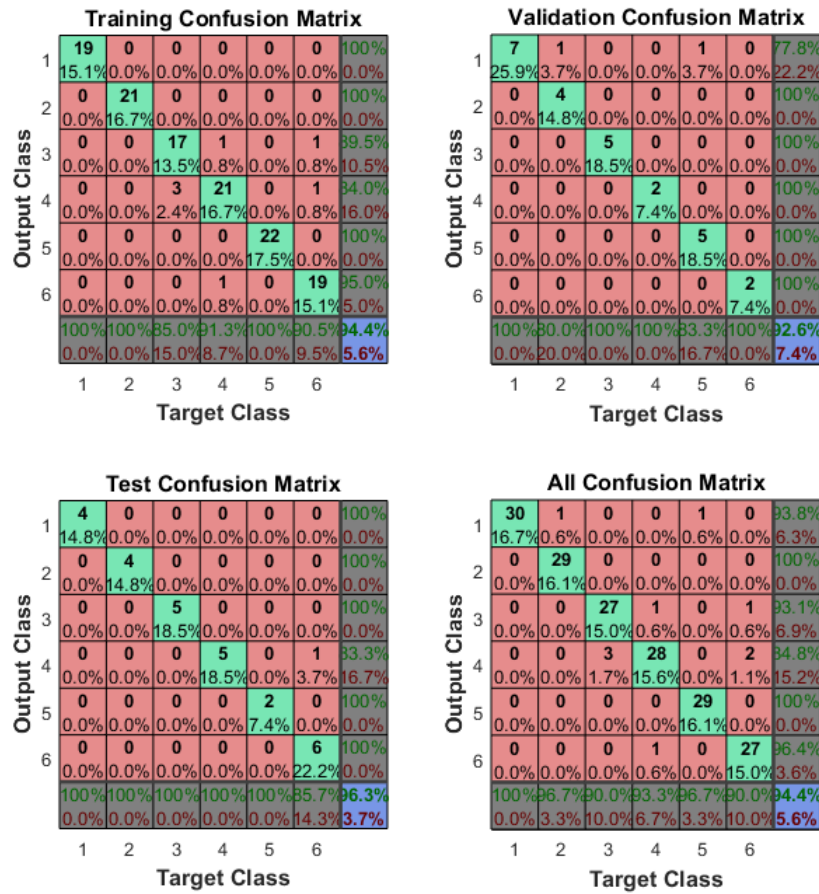 Training Confusion Matrix
Output Class
1 19 0 0 0 0 0 100%
15.1% 0.0% 0.0% 0.0% 0.0% 0.0% 0.0%
2 0 21 0 0 0 0 100%
0.0% 16.7% 0.0% 0.0% 0.0% 0.0% 0.0%
3 0 0 17 1 0 1 89.5%
0.0% 0.0% 13.5% 0.8% 0.0% 0.8% 10.5%
4 0 0 3 21 0 1 84.0%
0.0% 0.0% 2.4% 16.7% 0.0% 0.8% 16.0%
5 0 0 0 0 22 0 100%
0.0% 0.0% 0.0% 0.0% 17.5% 0.0% 0.0%
6 0 0 0 1 0 19 95.0%
0.0% 0.0% 0.0% 0.8% 0.0% 15.1% 5.0%
100% 100% 85.0% 91.3% 100% 90.5% 94.4%
0.0% 0.0% 15.0% 8.7% 0.0% 9.5% 5.6%
1 2 3 4 5 6
Target Class
Validation Confusion Matrix
Output Class
1 7 1 0 0 1 0 77.8%
25.9% 3.7% 0.0% 0.0% 3.7% 0.0% 22.2%
2 0 4 0 0 0 0 100%
0.0% 14.8% 0.0% 0.0% 0.0% 0.0% 0.0%
3 0 0 5 0 0 0 100%
0.0% 0.0% 18.5% 0.0% 0.0% 0.0% 0.0%
4 0 0 0 2 0 0 100%
0.0% 0.0% 0.0% 7.4% 0.0% 0.0% 0.0%
5 0 0 0 0 5 0 100%
0.0% 0.0% 0.0% 0.0% 18.5% 0.0% 0.0%
6 0 0 0 0 0 2 100%
0.0% 0.0% 0.0% 0.0% 0.0% 7.4% 0.0%
100% 80.0% 100% 100% 83.3% 100% 92.6%
0.0% 20.0% 0.0% 0.0% 16.7% 0.0% 7.4%
1 2 3 4 5 6
Target Class
Test Confusion Matrix
Output Class
1 4 0 0 0 0 0 100%
14.8% 0.0% 0.0% 0.0% 0.0% 0.0% 0.0%
2 0 4 0 0 0 0 100%
0.0% 14.8% 0.0% 0.0% 0.0% 0.0% 0.0%
3 0 0 5 0 0 0 100%
0.0% 0.0% 18.5% 0.0% 0.0% 0.0% 0.0%
4 0 0 0 5 0 1 83.3%
0.0% 0.0% 0.0% 18.5% 0.0% 3.7% 16.7%
5 0 0 0 0 2 0 100%
0.0% 0.0% 0.0% 0.0% 7.4% 0.0% 0.0%
6 0 0 0 0 0 6 100%
0.0% 0.0% 0.0% 0.0% 0.0% 22.2% 0.0%
100% 100% 100% 100% 100% 85.7% 96.3%
0.0% 0.0% 0.0% 0.0% 0.0% 14.3% 3.7%
1 2 3 4 5 6
Target Class
All Confusion Matrix
Output Class
1 30 1 0 0 1 0 93.8%
16.7% 0.6% 0.0% 0.0% 0.6% 0.0% 6.3%
2 0 29 0 0 0 0 100%
0.0% 16.1% 0.0% 0.0% 0.0% 0.0% 0.0%
3 0 0 27 1 0 1 93.1%
0.0% 0.0% 15.0% 0.6% 0.0% 0.6% 6.9%
4 0 0 3 28 0 2 84.8%
0.0% 0.0% 1.7% 15.6% 0.0% 1.1% 15.2%
5 0 0 0 0 29 0 100%
0.0% 0.0% 0.0% 0.0% 16.1% 0.0% 0.0%
6 0 0 0 1 0 27 96.4%
0.0% 0.0% 0.0% 0.6% 0.0% 15.0% 3.6%
100% 96.7% 90.0% 93.3% 96.7% 90.0% 94.4%
0.0% 3.3% 10.0% 6.7% 3.3% 10.0% 5.6%
1 2 3 4 5 6
Target Class